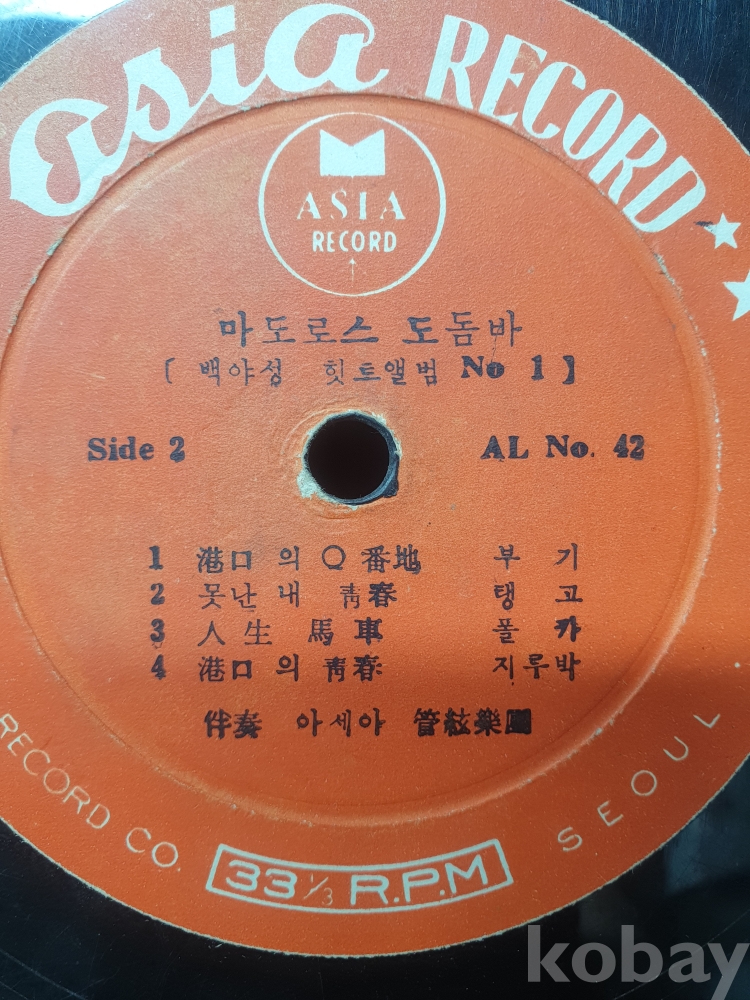 asia RECORD
ASIA
RECORD
마도로스 도돔바
[ 백야성 힛트앨범 No 1 ]
Side 2 AL No. 42
1 港口의 〇番地 부기
2 못난내 靑春 탱고
3 人生 馬車 폴카
4 港口의 靑春 지루박
伴奏 아세아 管絃樂團
RECORD CO. SEOUL
33 1/3 R.P.M
kobay